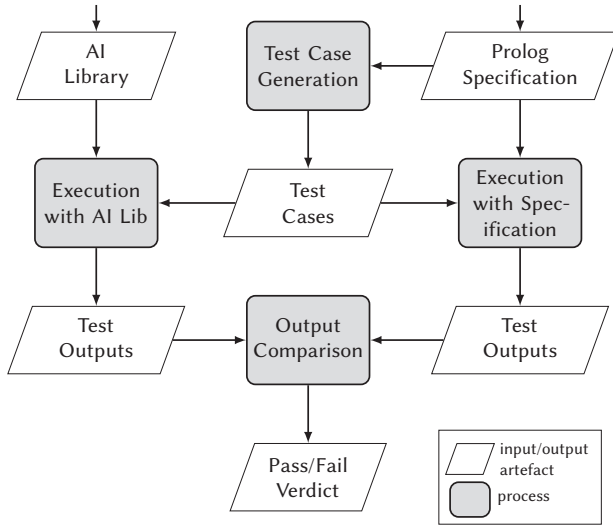 AI
Library
Test Case
Generation
Prolog
Specification
Execution
with AI Lib
Test
Cases
Execution
with Spec-
ification
Test
Outputs
Output
Comparison
Test
Outputs
Pass/Fail
Verdict
input/output
artefact
process